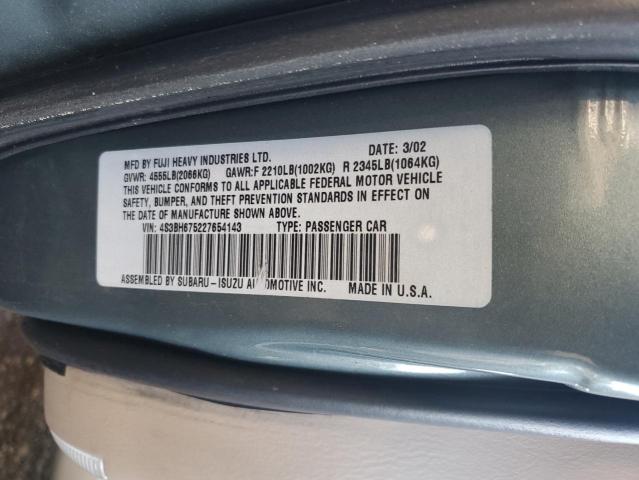 MFD BY FUJI HEAVY INDUSTRIES LTD. DATE: 3/02
GVWR: 4555LB(2066KG) GAWR:F 2210LB(1002KG) R 2345LB(1064KG)
THIS VEHICLE CONFORMS TO ALL APPLICABLE FEDERAL MOTOR VEHICLE
SAFETY, BUMPER, AND THEFT PREVENTION STANDARDS IN EFFECT ON
THE DATE OF MANUFACTURE SHOWN ABOVE.
VIN: 4S3BH675227654143 TYPE: PASSENGER CAR
ASSEMBLED BY SUBARU-ISUZU AUTOMOTIVE INC. MADE IN U.S.A.